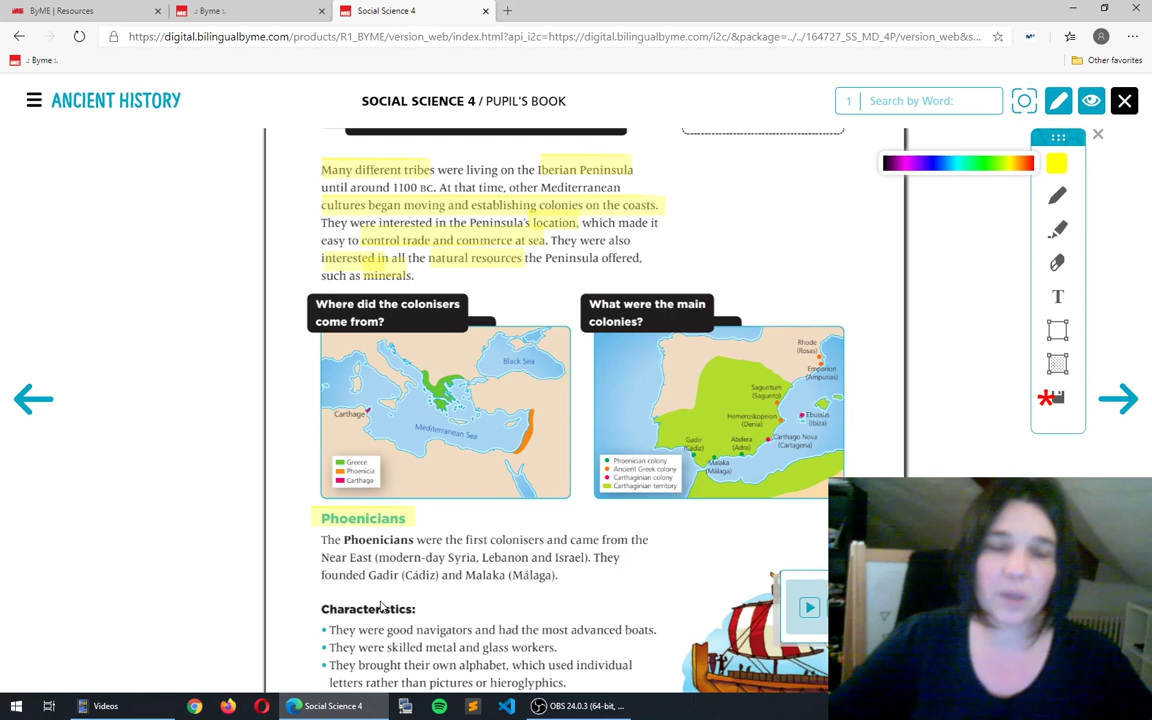 ByME | Resources
.: Byme :.
Social Science 4
https://digital.bilingualbyme.com/products/R1_BYME/version_web/index.html?api_i2c=https://digital.bilingualbyme.com/i2c/&package=../../164727_SS_MD_4P/version_web&s...
.: Byme :.
Other favorites
ANCIENT HISTORY
SOCIAL SCIENCE 4 / PUPIL'S BOOK
1 Search by Word:
Many different tribes were living on the Iberian Peninsula
until around 1100 BC. At that time, other Mediterranean
cultures began moving and establishing colonies on the coasts.
They were interested in the Peninsula's location, which made it
easy to control trade and commerce at sea. They were also
interested in all the natural resources the Peninsula offered,
such as minerals.
Where did the colonisers
come from?
Black Sea
Carthage
Mediterranean Sea
Greece
Phoenicia
Carthage
What were the main
colonies?
Rhode
(Rosas)
Emporion
(Ampurias)
Saguntum
(Sagunto)
Hemeroskopeion
(Denia)
Ebusus
(Ibiza)
Gadir
(Cádiz)
Abdera
(Adra)
Carthago Nova
(Cartagena)
Malaka
(Málaga)
Phoenician colony
Ancient Greek colony
Carthaginian colony
Carthaginian territory
Phoenicians
The Phoenicians were the first colonisers and came from the
Near East (modern-day Syria, Lebanon and Israel). They
founded Gadir (Cádiz) and Malaka (Málaga).
Characteristics:
• They were good navigators and had the most advanced boats.
• They were skilled metal and glass workers.
• They brought their own alphabet, which used individual
letters rather than pictures or hieroglyphics.
T
Videos
Social Science 4
OBS 24.0.3 (64-bit, ...